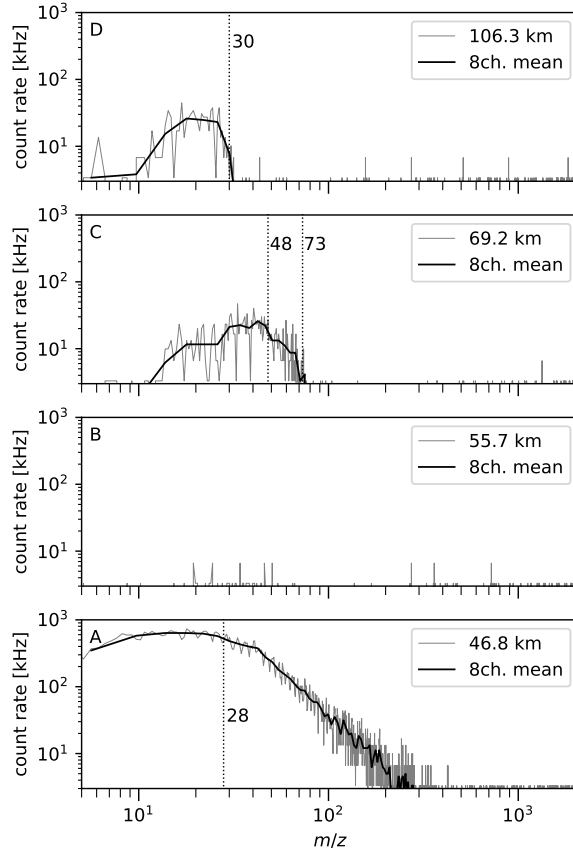 D
30
106.3 km
8ch. mean
count rate [kHz]
10³
10²
10¹
C
48
73
69.2 km
8ch. mean
count rate [kHz]
10³
10²
10¹
B
55.7 km
8ch. mean
count rate [kHz]
10³
10²
10¹
A
28
46.8 km
8ch. mean
count rate [kHz]
10³
10²
10¹
10¹ 10² 10³
m/z